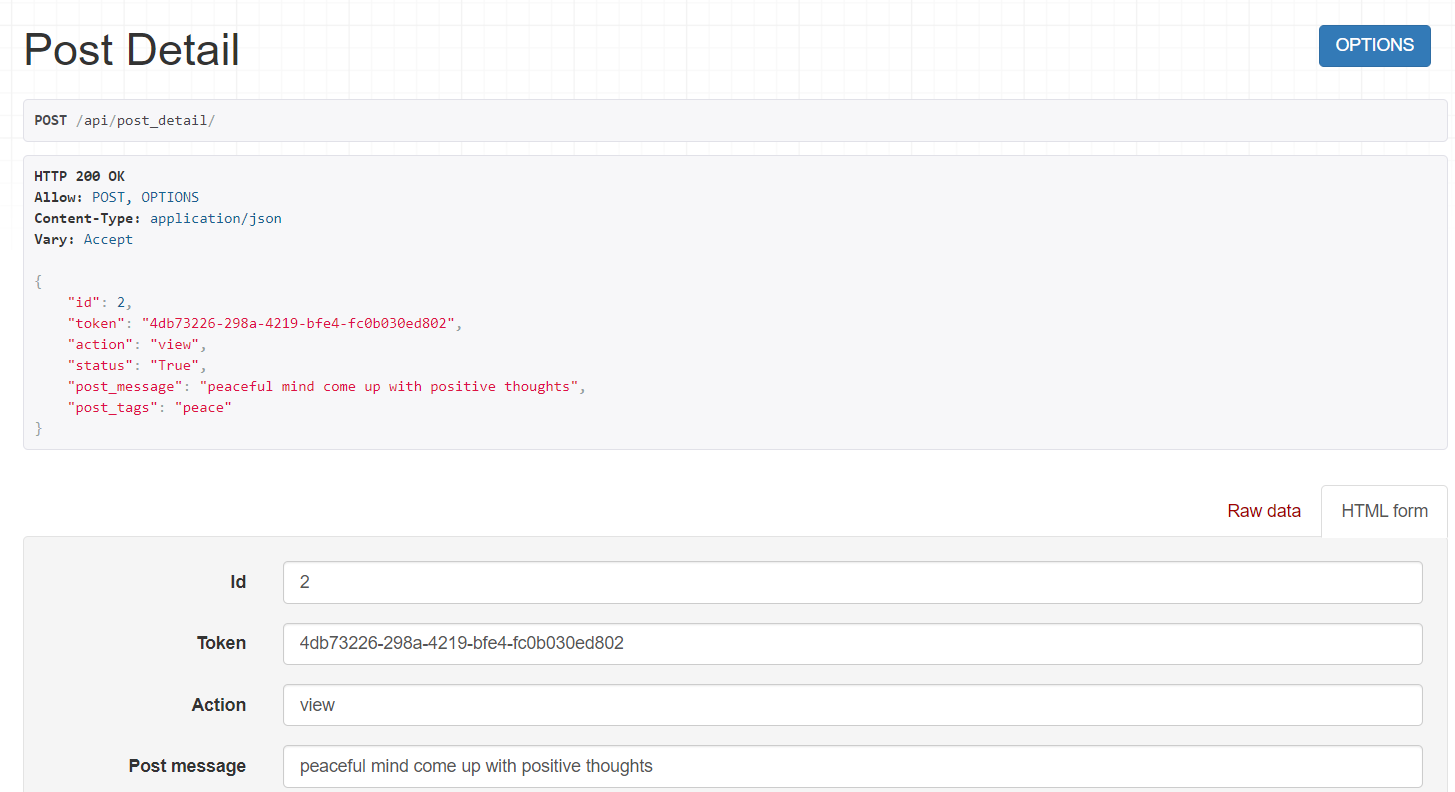 Post Detail
OPTIONS
POST /api/post_detail/
HTTP 200 OK
Allow: POST, OPTIONS
Content-Type: application/json
Vary: Accept
{
    "id": 2,
    "token": "4db73226-298a-4219-bfe4-fc0b030ed802",
    "action": "view",
    "status": "True",
    "post_message": "peaceful mind come up with positive thoughts",
    "post_tags": "peace"
}
Raw data
HTML form
Id 2
Token 4db73226-298a-4219-bfe4-fc0b030ed802
Action view
Post message peaceful mind come up with positive thoughts